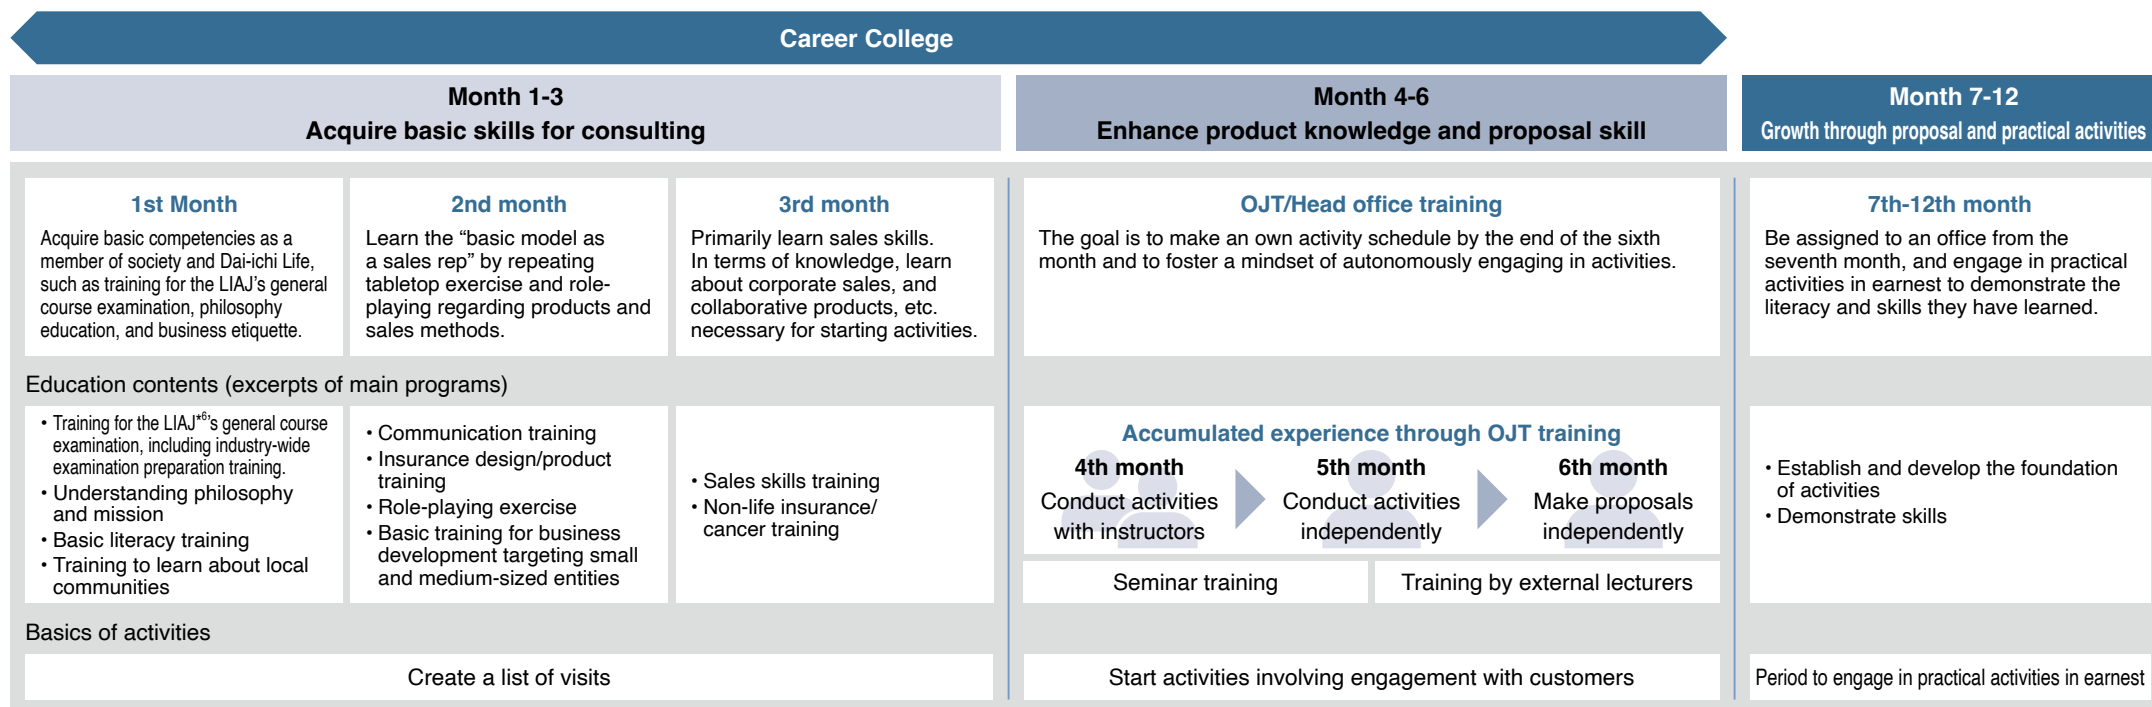 Career College
Month 1-3
Acquire basic skills for consulting
Month 4-6
Enhance product knowledge and proposal skill
Month 7-12
Growth through proposal and practical activities
1st Month
Acquire basic competencies as a
member of society and Dai-ichi Life,
such as training for the LIAJ's general
course examination, philosophy
education, and business etiquette.
2nd month
Learn the “basic model as
a sales rep” by repeating
tabletop exercise and role-
playing regarding products and
sales methods.
3rd month
Primarily learn sales skills.
In terms of knowledge, learn
about corporate sales, and
collaborative products, etc.
necessary for starting activities.
OJT/Head office training
The goal is to make an own activity schedule by the end of the sixth
month and to foster a mindset of autonomously engaging in activities.
7th-12th month
Be assigned to an office from the
seventh month, and engage in practical
activities in earnest to demonstrate the
literacy and skills they have learned.
Education contents (excerpts of main programs)
• Training for the LIAJ*6's general course
examination, including industry-wide
examination preparation training.
• Understanding philosophy
and mission
• Basic literacy training
• Training to learn about local
communities
• Communication training
• Insurance design/product
training
• Role-playing exercise
• Basic training for business
development targeting small
and medium-sized entities
• Sales skills training
• Non-life insurance/
cancer training
Accumulated experience through OJT training
4th month
Conduct activities
with instructors
5th month
Conduct activities
independently
6th month
Make proposals
independently
Seminar training
Training by external lecturers
• Establish and develop the foundation
of activities
• Demonstrate skills
Basics of activities
Create a list of visits
Start activities involving engagement with customers
Period to engage in practical activities in earnest